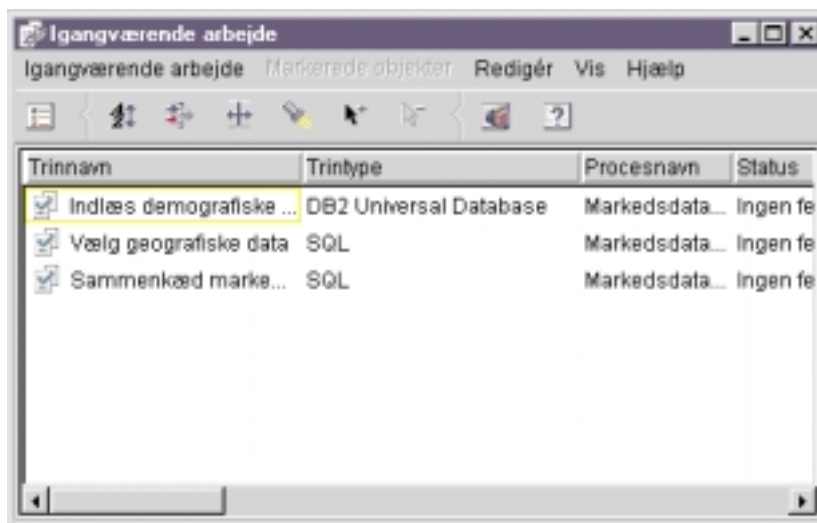 Igangværende arbejde
Igangværende arbejde Markerede objekter Redigér Vis Hjælp
Trinnavn Trintype Procesnavn Status
Indlæs demografiske ... DB2 Universal Database Markedsdata... Ingen fe
Vælg geografiske data SQL Markedsdata... Ingen fe
Sammenkæd marke... SQL Markedsdata... Ingen fe